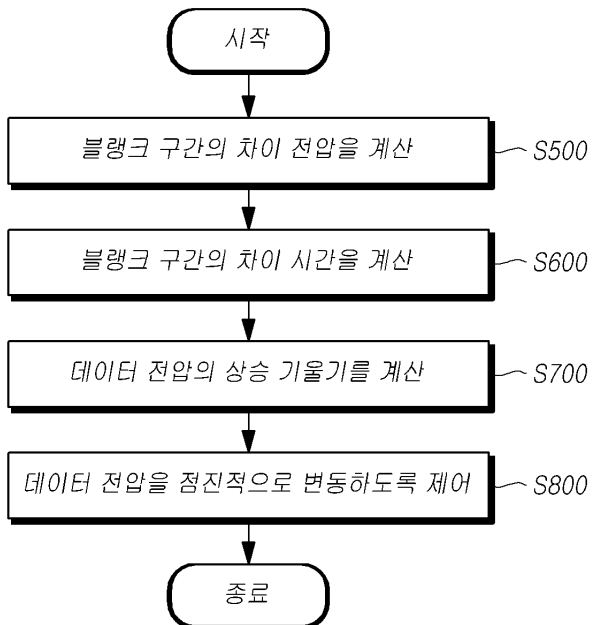 시작
블랭크 구간의 차이 전압을 계산
S500
블랭크 구간의 차이 시간을 계산
S600
데이터 전압의 상승 기울기를 계산
S700
데이터 전압을 점진적으로 변동하도록 제어
S800
종료